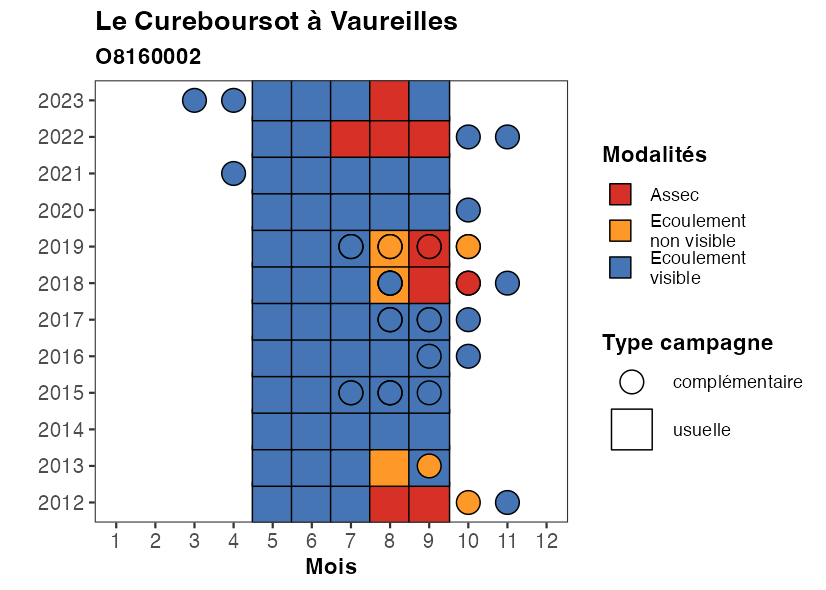 Le Cureboursot à Vaureilles
O8160002
2023
2022
2021
2020
2019
2018
2017
2016
2015
2014
2013
2012
1 2 3 4 5 6 7 8 9 10 11 12
Mois
Modalités
Assec
Ecoulement
non visible
Ecoulement
visible
Type campagne
complémentaire
usuelle